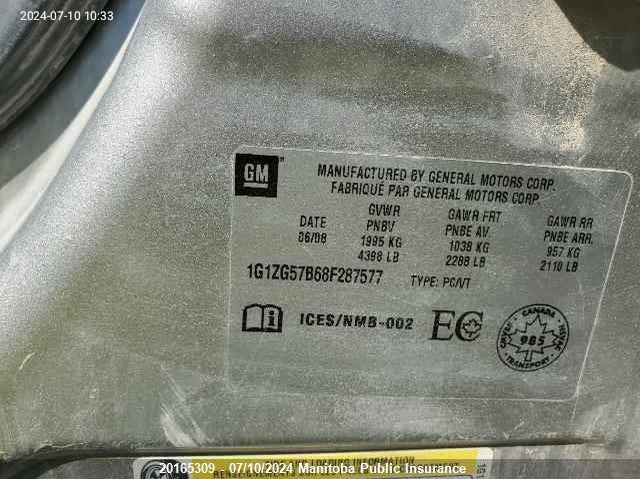 2024-07-10 10:33
GM
MANUFACTURED BY GENERAL MOTORS CORP.
FABRIQUÉ PAR GENERAL MOTORS CORP.
DATE
06/08
GVWR
PNBV
1995 KG
4398 LB
GAWR FRT
PNBE AV.
1038 KG
2288 LB
GAWR RR
PNBE ARR.
957 KG
2110 LB
1G1ZG57B68F287577 TYPE: PC/VT
ICES/NMB-002 EC
CANADA
985
LOADING INFORMATION
20165309 - 07/10/2024 Manitoba Public Insurance